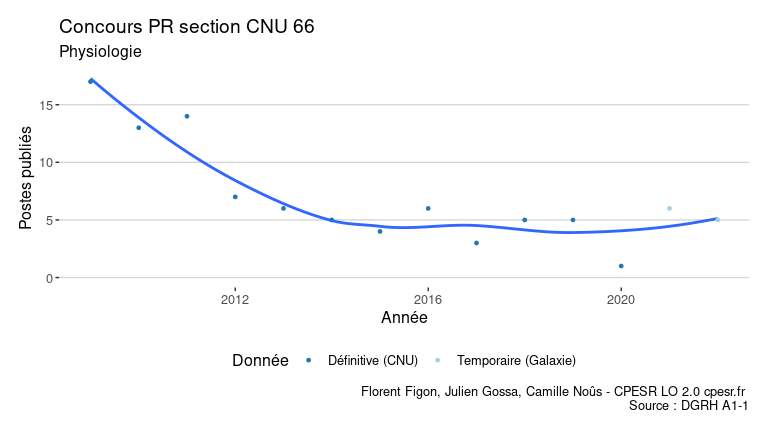 Concours PR section CNU 66
Physiologie
Postes publiés
15
10
5
0
2012
2016
2020
Année
Donnée
Définitive (CNU)
Temporaire (Galaxie)
Florent Figon, Julien Gossa, Camille Noûs - CPESR LO 2.0 cpesr.fr
Source : DGRH A1-1